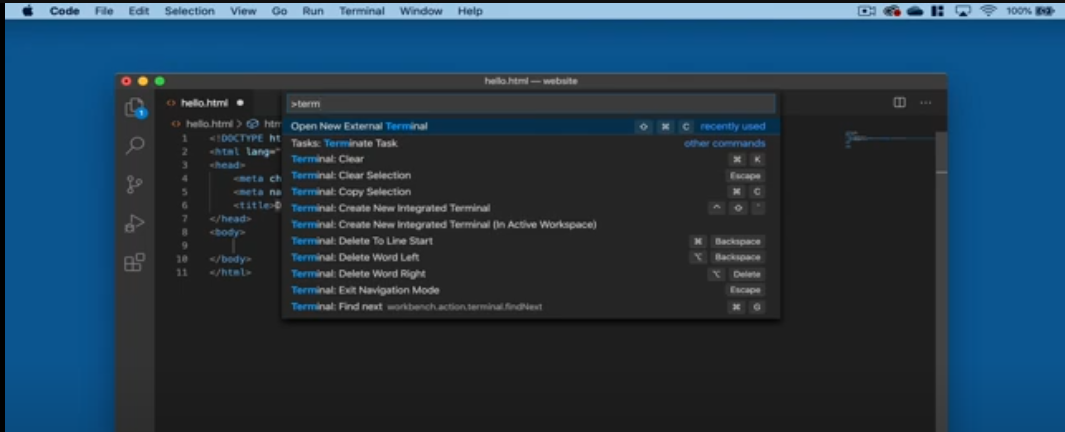 Code File Edit Selection View Go Run Terminal Window Help 100%
hello.html — website
hello.html
>term
hello.html > htm
Open New External Terminal ⇧ ⌘ C recently used
Tasks: Terminate Task other commands
Terminal: Clear ⌘ K
Terminal: Clear Selection Escape
Terminal: Copy Selection ⌘ C
Terminal: Create New Integrated Terminal ^ ⇧ `
Terminal: Create New Integrated Terminal (In Active Workspace)
Terminal: Delete To Line Start ⌘ Backspace
Terminal: Delete Word Left ⌥ Backspace
Terminal: Delete Word Right ⌥ Delete
Terminal: Exit Navigation Mode Escape
Terminal: Find next workbench.action.terminal.findNext ⌘ G
1 <!DOCTYPE ht
2 <html lang="
3 <head>
4 <meta ch
5 <meta na
6 <title>D
7 </head>
8 <body>
9
10 </body>
11 </html>
1